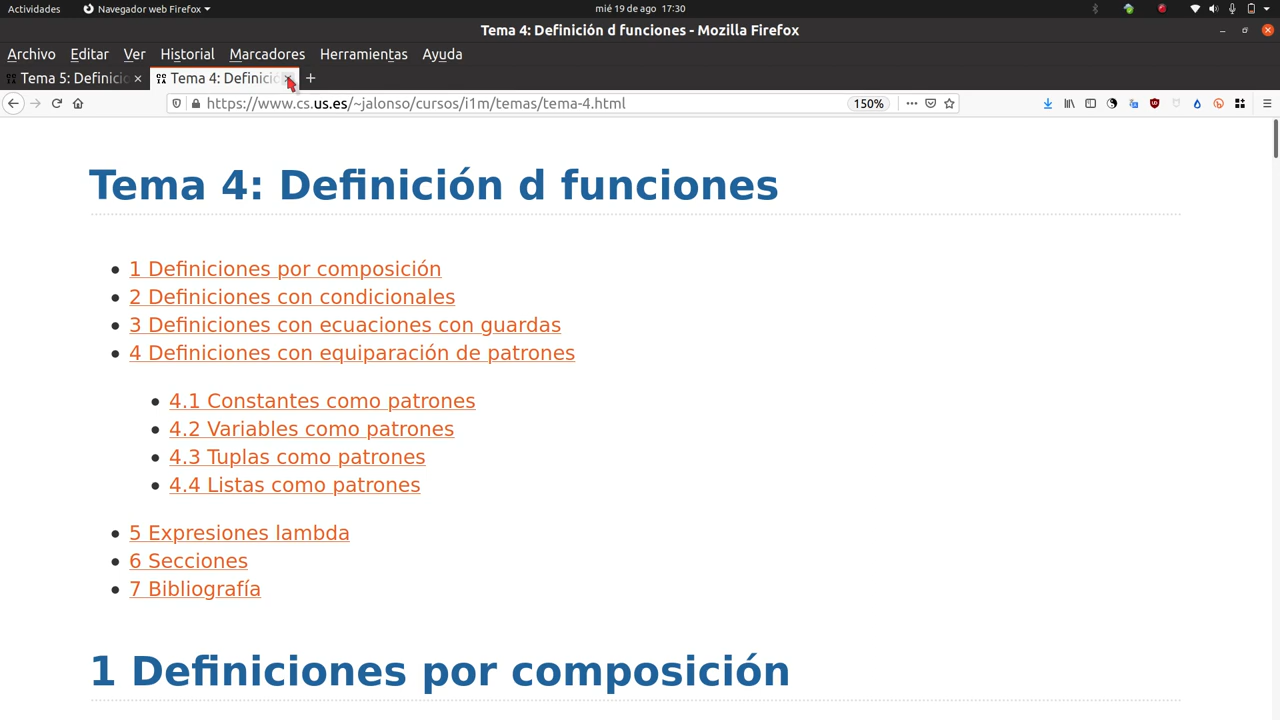 Actividades
Navegador web Firefox
mié 19 de ago 17:30
Tema 4: Definición d funciones - Mozilla Firefox
Archivo Editar Ver Historial Marcadores Herramientas Ayuda
Tema 5: Definicio
Tema 4: Definició
https://www.cs.us.es/~jalonso/cursos/i1m/temas/tema-4.html
150%
Tema 4: Definición d funciones
1 Definiciones por composición
2 Definiciones con condicionales
3 Definiciones con ecuaciones con guardas
4 Definiciones con equiparación de patrones
4.1 Constantes como patrones
4.2 Variables como patrones
4.3 Tuplas como patrones
4.4 Listas como patrones
5 Expresiones lambda
6 Secciones
7 Bibliografía
1 Definiciones por composición